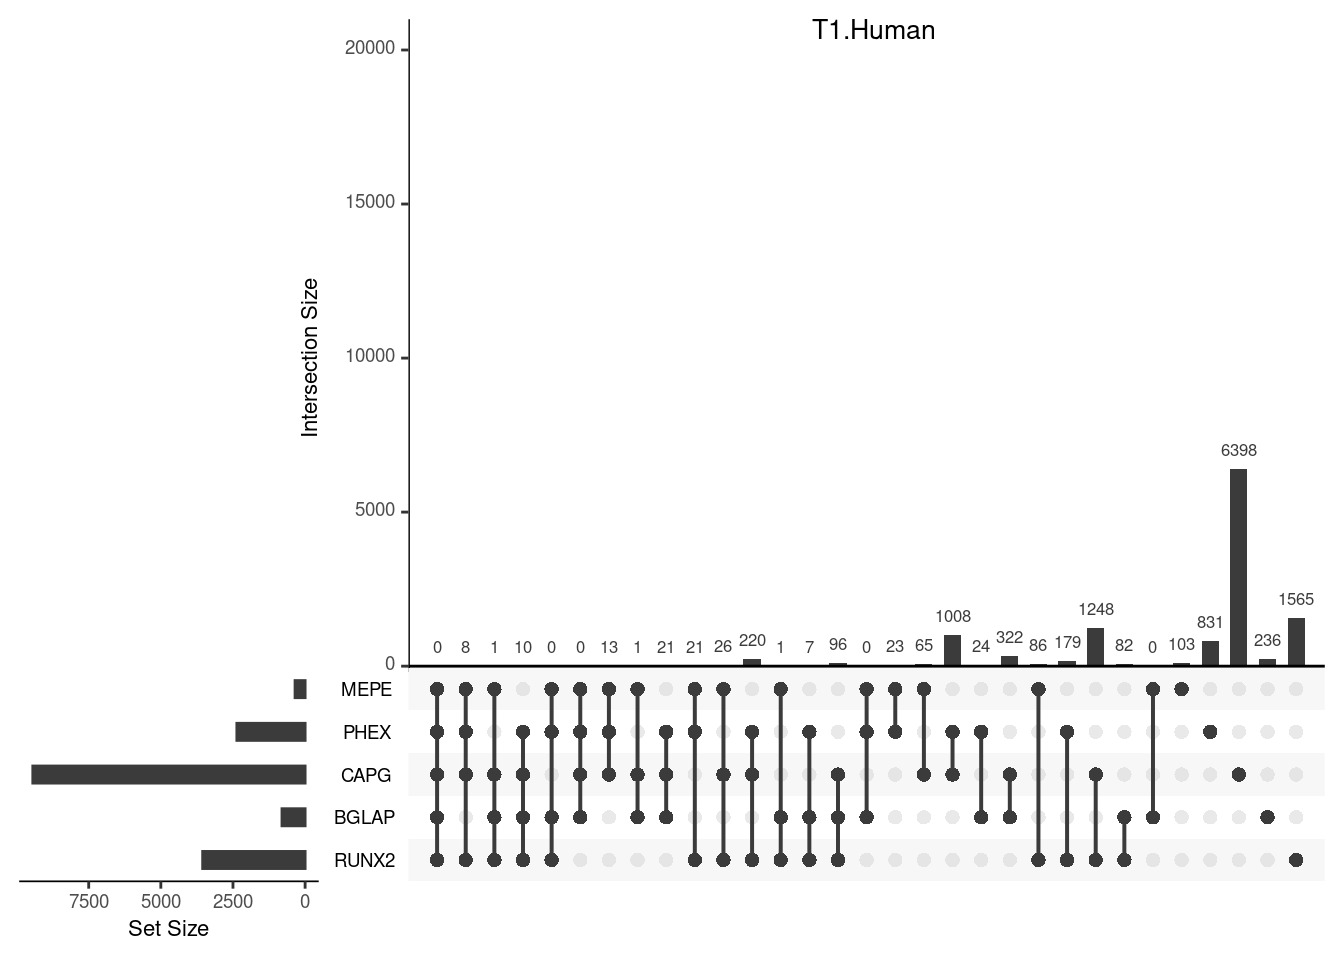 T1.Human
20000
15000
10000
5000
0
Intersection Size
0 8 1 10 0 0 13 1 21 21 26 220 1 7 96 0 23 65 1008 24 322 86 179 1248 82 0 103 831 6398 236 1565
MEPE
PHEX
CAPG
BGLAP
RUNX2
7500 5000 2500 0
Set Size